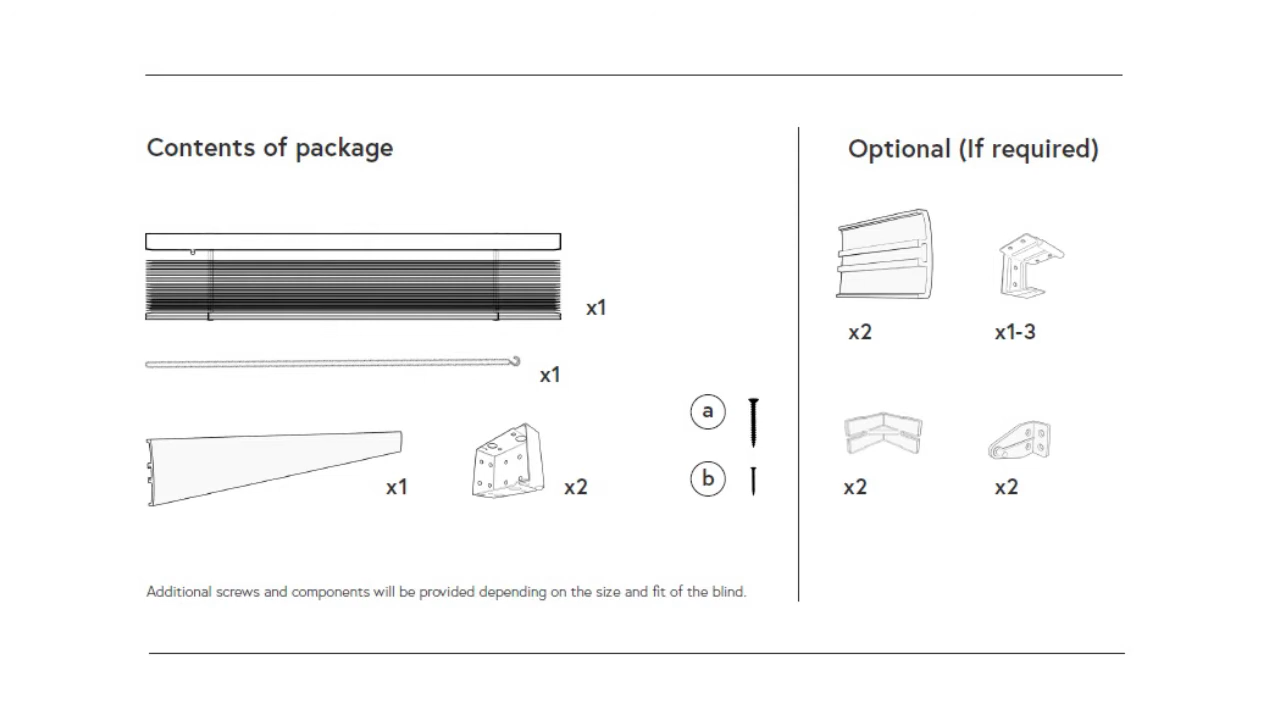 Contents of package
Optional (If required)
x1
x1
x1
x2
a
b
x2
x1-3
x2
x2
Additional screws and components will be provided depending on the size and fit of the blind.